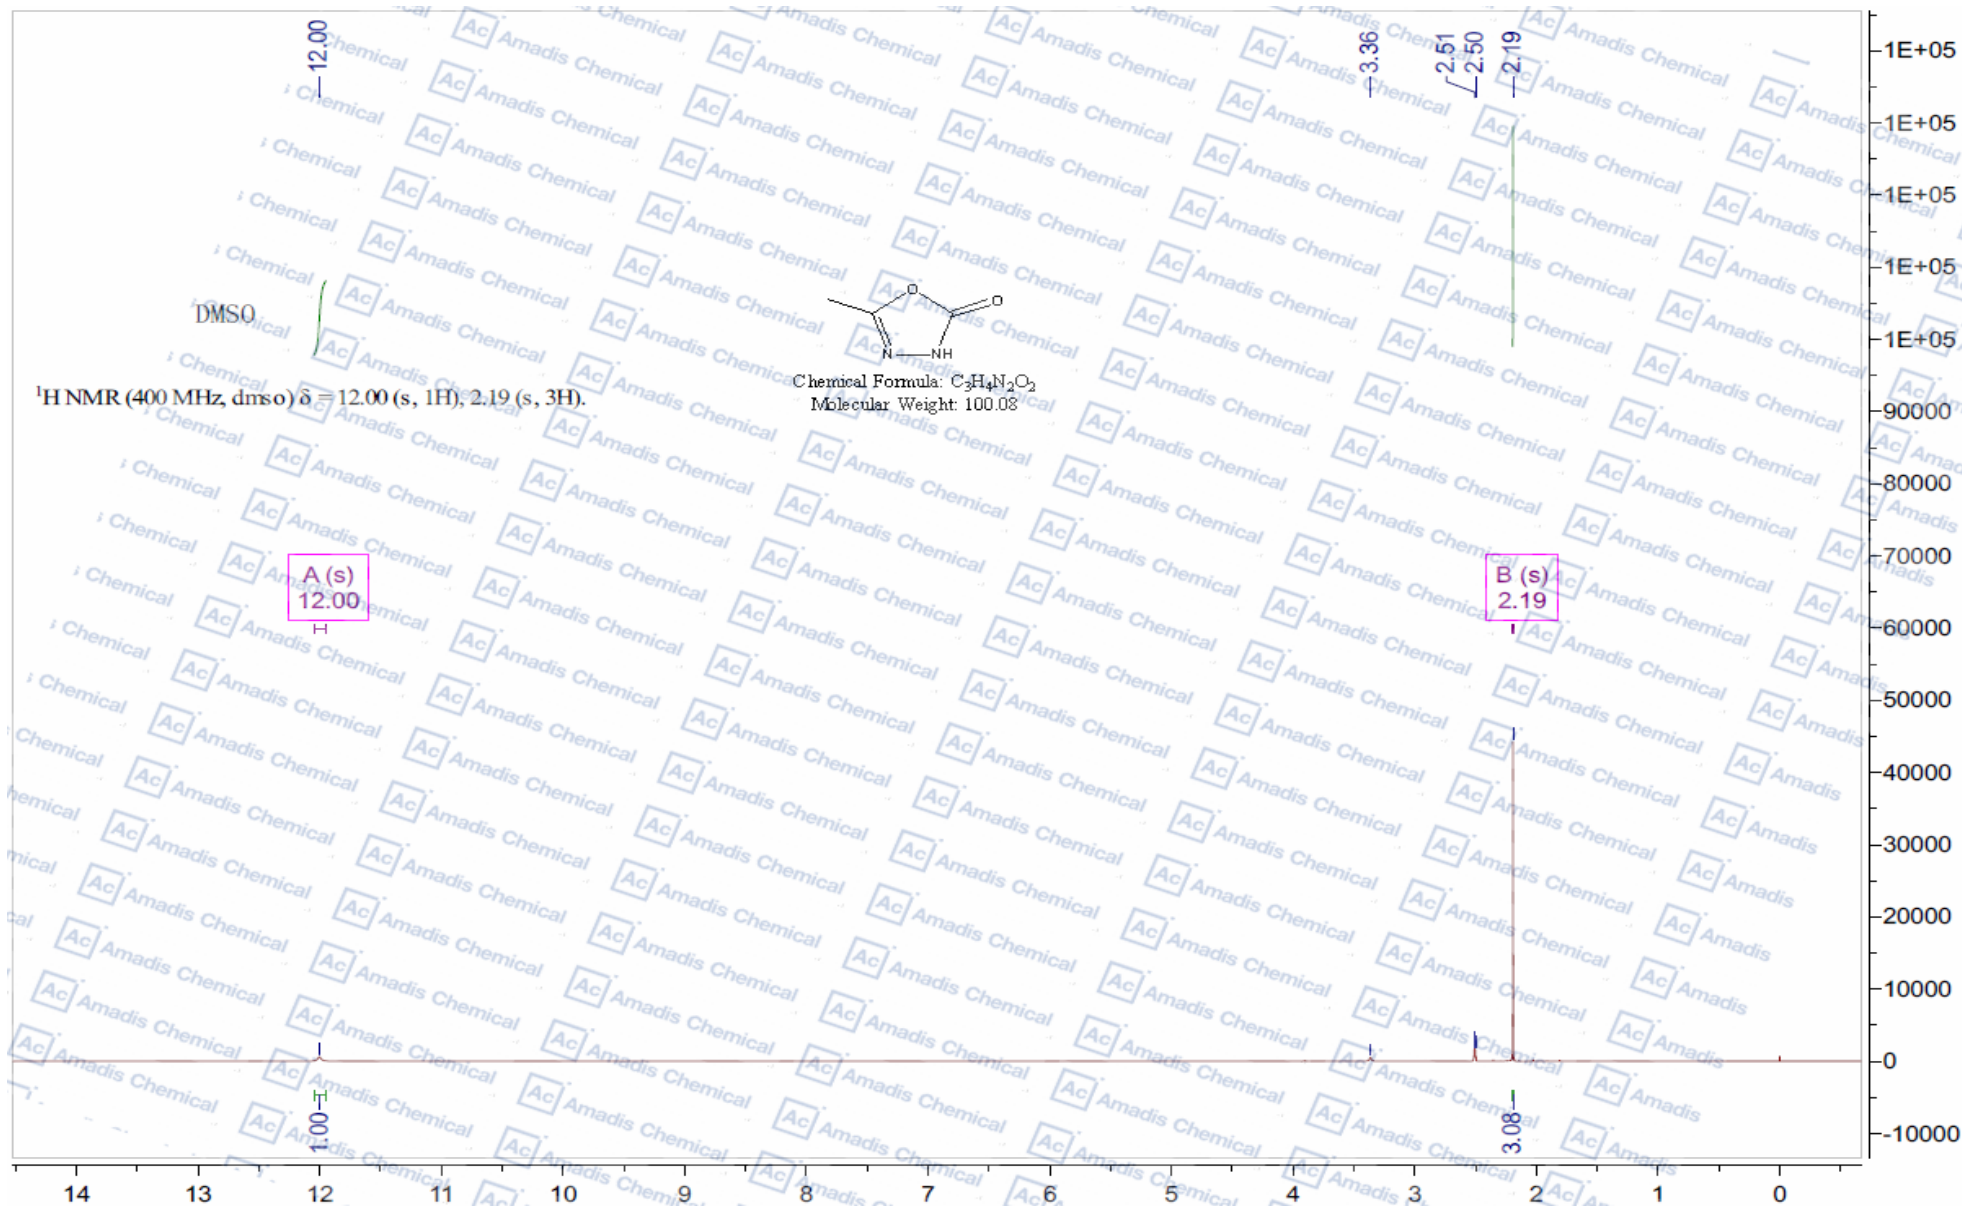 12.00
3.36
2.51
2.50
2.19
1E+05
1E+05
1E+05
1E+05
1E+05
90000
80000
70000
60000
50000
40000
30000
20000
10000
0
-10000
O
O
N
NH
DMSO
Chemical Formula: C₃H₄N₂O₂
Molecular Weight: 100.08
¹H NMR (400 MHz, dmso) δ = 12.00 (s, 1H), 2.19 (s, 3H).
A (s)
12.00
B (s)
2.19
1.00
3.08
14 13 12 11 10 9 8 7 6 5 4 3 2 1 0
Ac Amadis Chemical